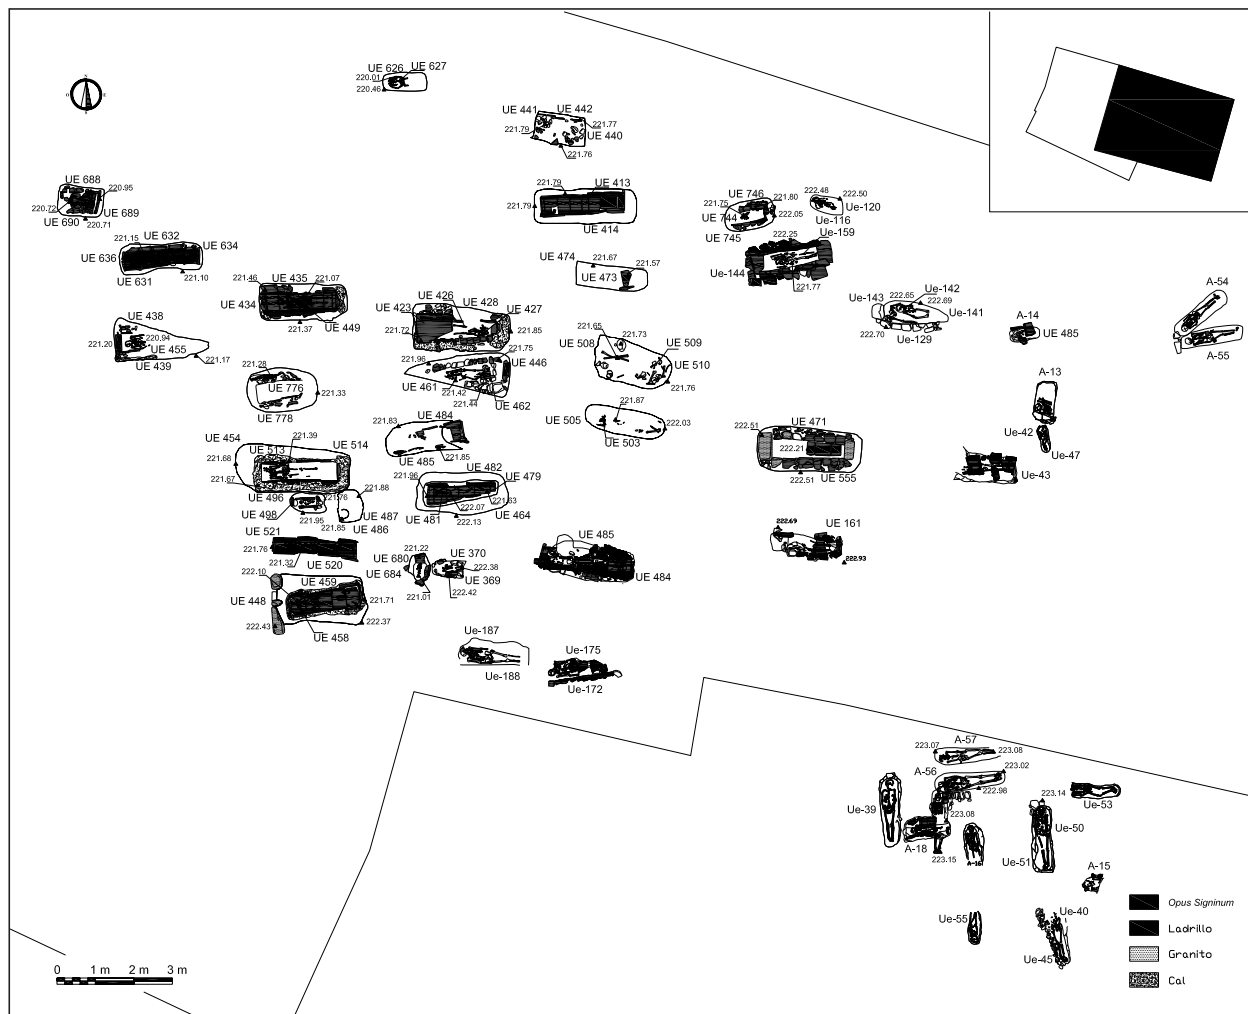 UE 626
UE 627
220.01
220.46
N
O
E
S
UE 441
UE 442
221.79
221.77
UE 440
221.76
UE 688
220.95
220.72
UE 689
UE 690
220.71
221.79
UE 413
221.79
UE 414
UE 746
221.80
221.75
UE 744
222.05
UE 745
222.48
222.50
Ue-120
Ue-116
UE 632
221.15
UE 634
UE 636
UE 631
221.10
222.25
Ue-159
Ue-144
221.77
UE 474
221.67
221.57
UE 473
UE 435
221.46
221.07
UE 434
221.37
UE 449
UE 426
UE 428
UE 423
UE 427
221.72
221.85
221.75
Ue-142
Ue-143
222.65
222.69
Ue-141
222.70
Ue-129
A-14
UE 485
A-54
A-55
UE 438
220.94
221.20
UE 455
UE 439
221.17
221.65
221.73
UE 508
UE 509
UE 510
221.76
221.96
UE 446
UE 461
221.42
221.44
UE 462
221.28
UE 776
221.33
UE 778
A-13
Ue-42
Ue-47
Ue-43
221.87
UE 505
222.03
UE 503
221.83
UE 484
UE 485
221.85
UE 471
222.51
222.21
222.51
UE 555
UE 454
221.39
UE 514
UE 513
221.68
221.67
UE 496
221.76
221.88
UE 498
221.95
221.85
UE 487
UE 486
UE 482
221.96
UE 479
221.63
222.07
UE 481
222.13
UE 464
UE 521
221.76
221.32
UE 520
UE 485
UE 484
222.69
UE 161
222.93
221.22
UE 680
UE 370
222.38
UE 684
UE 369
222.42
221.01
222.10
UE 459
UE 448
221.71
222.43
222.37
UE 458
Ue-187
Ue-188
Ue-175
Ue-172
A-57
223.07
223.08
223.02
A-56
222.98
Ue-39
223.08
A-18
223.15
A-16
223.14
Ue-53
Ue-50
Ue-51
A-15
Ue-55
Ue-40
Ue-45
Opus Signinum
Ladrillo
Granito
Cal
0 1 m 2 m 3 m